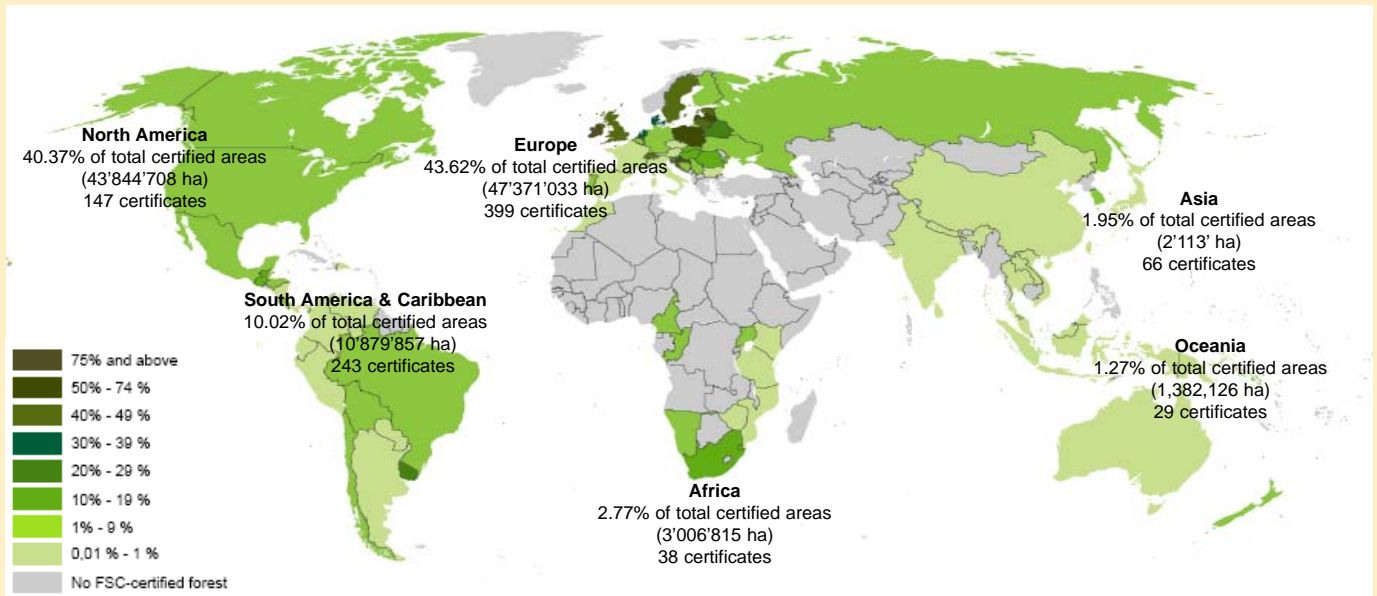 North America
40.37% of total certified areas
(43'844'708 ha)
147 certificates
Europe
43.62% of total certified areas
(47'371'033 ha)
399 certificates
Asia
1.95% of total certified areas
(2'113' ha)
66 certificates
South America & Caribbean
10.02% of total certified areas
(10'879'857 ha)
243 certificates
Oceania
1.27% of total certified areas
(1,382,126 ha)
29 certificates
Africa
2.77% of total certified areas
(3'006'815 ha)
38 certificates
75% and above
50% - 74 %
40% - 49 %
30% - 39 %
20% - 29 %
10% - 19 %
1% - 9 %
0,01 % - 1 %
No FSC-certified forest